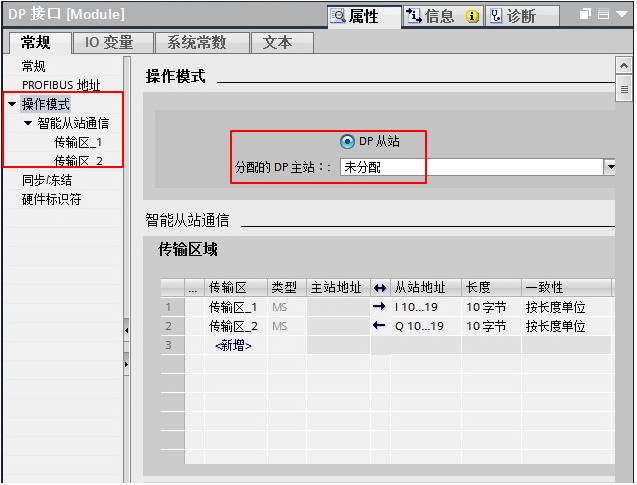 DP 接口 [Module]
属性 信息 诊断
常规 IO 变量 系统常数 文本
常规
PROFIBUS 地址
操作模式
智能从站通信
传输区_1
传输区_2
同步/冻结
硬件标识符
操作模式
DP 从站
分配的 DP 主站：: 未分配
智能从站通信
传输区域
... 传输区 类型 主站地址 ↔ 从站地址 长度 一致性
1 传输区_1 MS → I 10...19 10 字节 按长度单位
2 传输区_2 MS ← Q 10...19 10 字节 按长度单位
3 <新增>